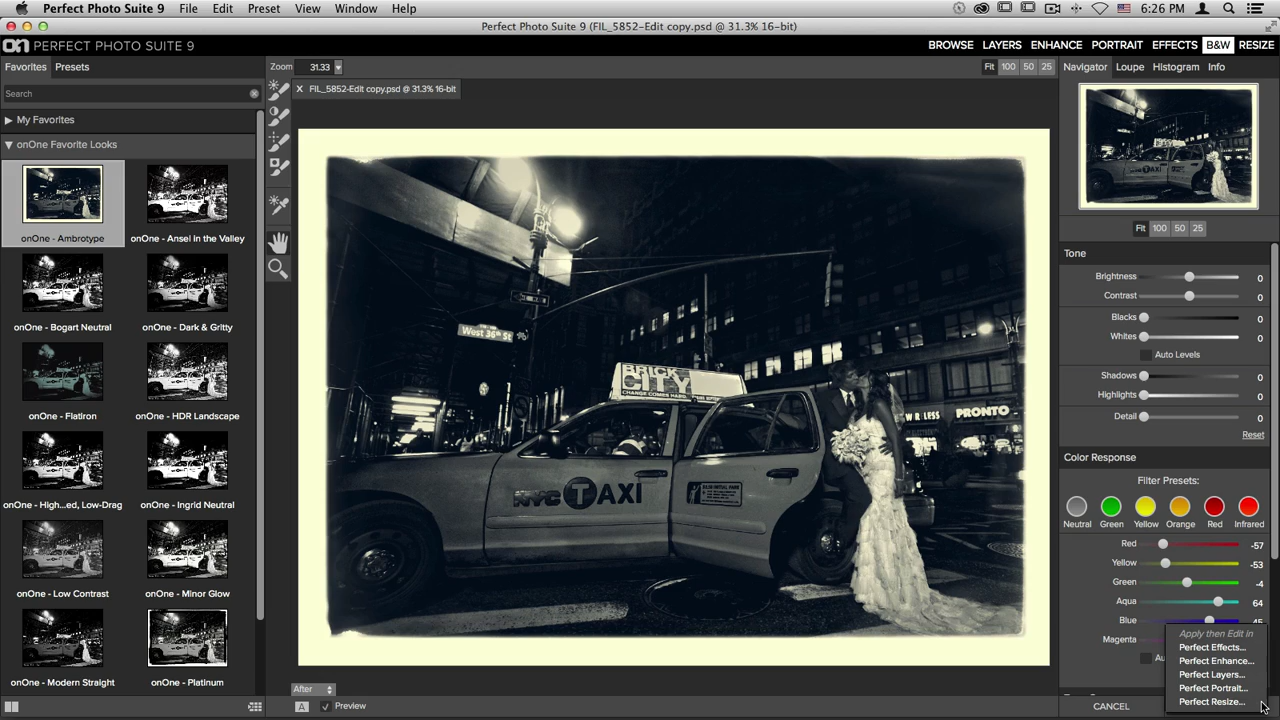 Perfect Photo Suite 9 File Edit Preset View Window Help 6:26 PM
Perfect Photo Suite 9 (FIL_5852-Edit copy.psd @ 31.3% 16-bit)
on PERFECT PHOTO SUITE 9 BROWSE LAYERS ENHANCE PORTRAIT EFFECTS B&W RESIZE
Favorites Presets Zoom 31.33 Fit 100 50 25 Navigator Loupe Histogram Info
Search X FIL_5852-Edit copy.psd @ 31.3% 16-bit
My Favorites
onOne Favorite Looks
onOne - Ambrotype onOne - Ansel in the Valley
onOne - Bogart Neutral onOne - Dark & Gritty
onOne - Flatiron onOne - HDR Landscape
onOne - High...ed, Low-Drag onOne - Ingrid Neutral
onOne - Low Contrast onOne - Minor Glow
onOne - Modern Straight onOne - Platinum
West 36th St
BRICK
CITY
CHANGE COMES HARD.
NYC TAXI
W R LESS
PRONTO
After
A Preview
Fit 100 50 25
Tone
Brightness 0
Contrast 0
Blacks 0
Whites 0
Auto Levels
Shadows 0
Highlights 0
Detail 0
Reset
Color Response
Filter Presets:
Neutral Green Yellow Orange Red Infrared
Red -57
Yellow -53
Green -4
Aqua 64
Blue
Magenta
Au
Apply then Edit in
Perfect Effects...
Perfect Enhance...
Perfect Layers...
Perfect Portrait...
Perfect Resize...
CANCEL